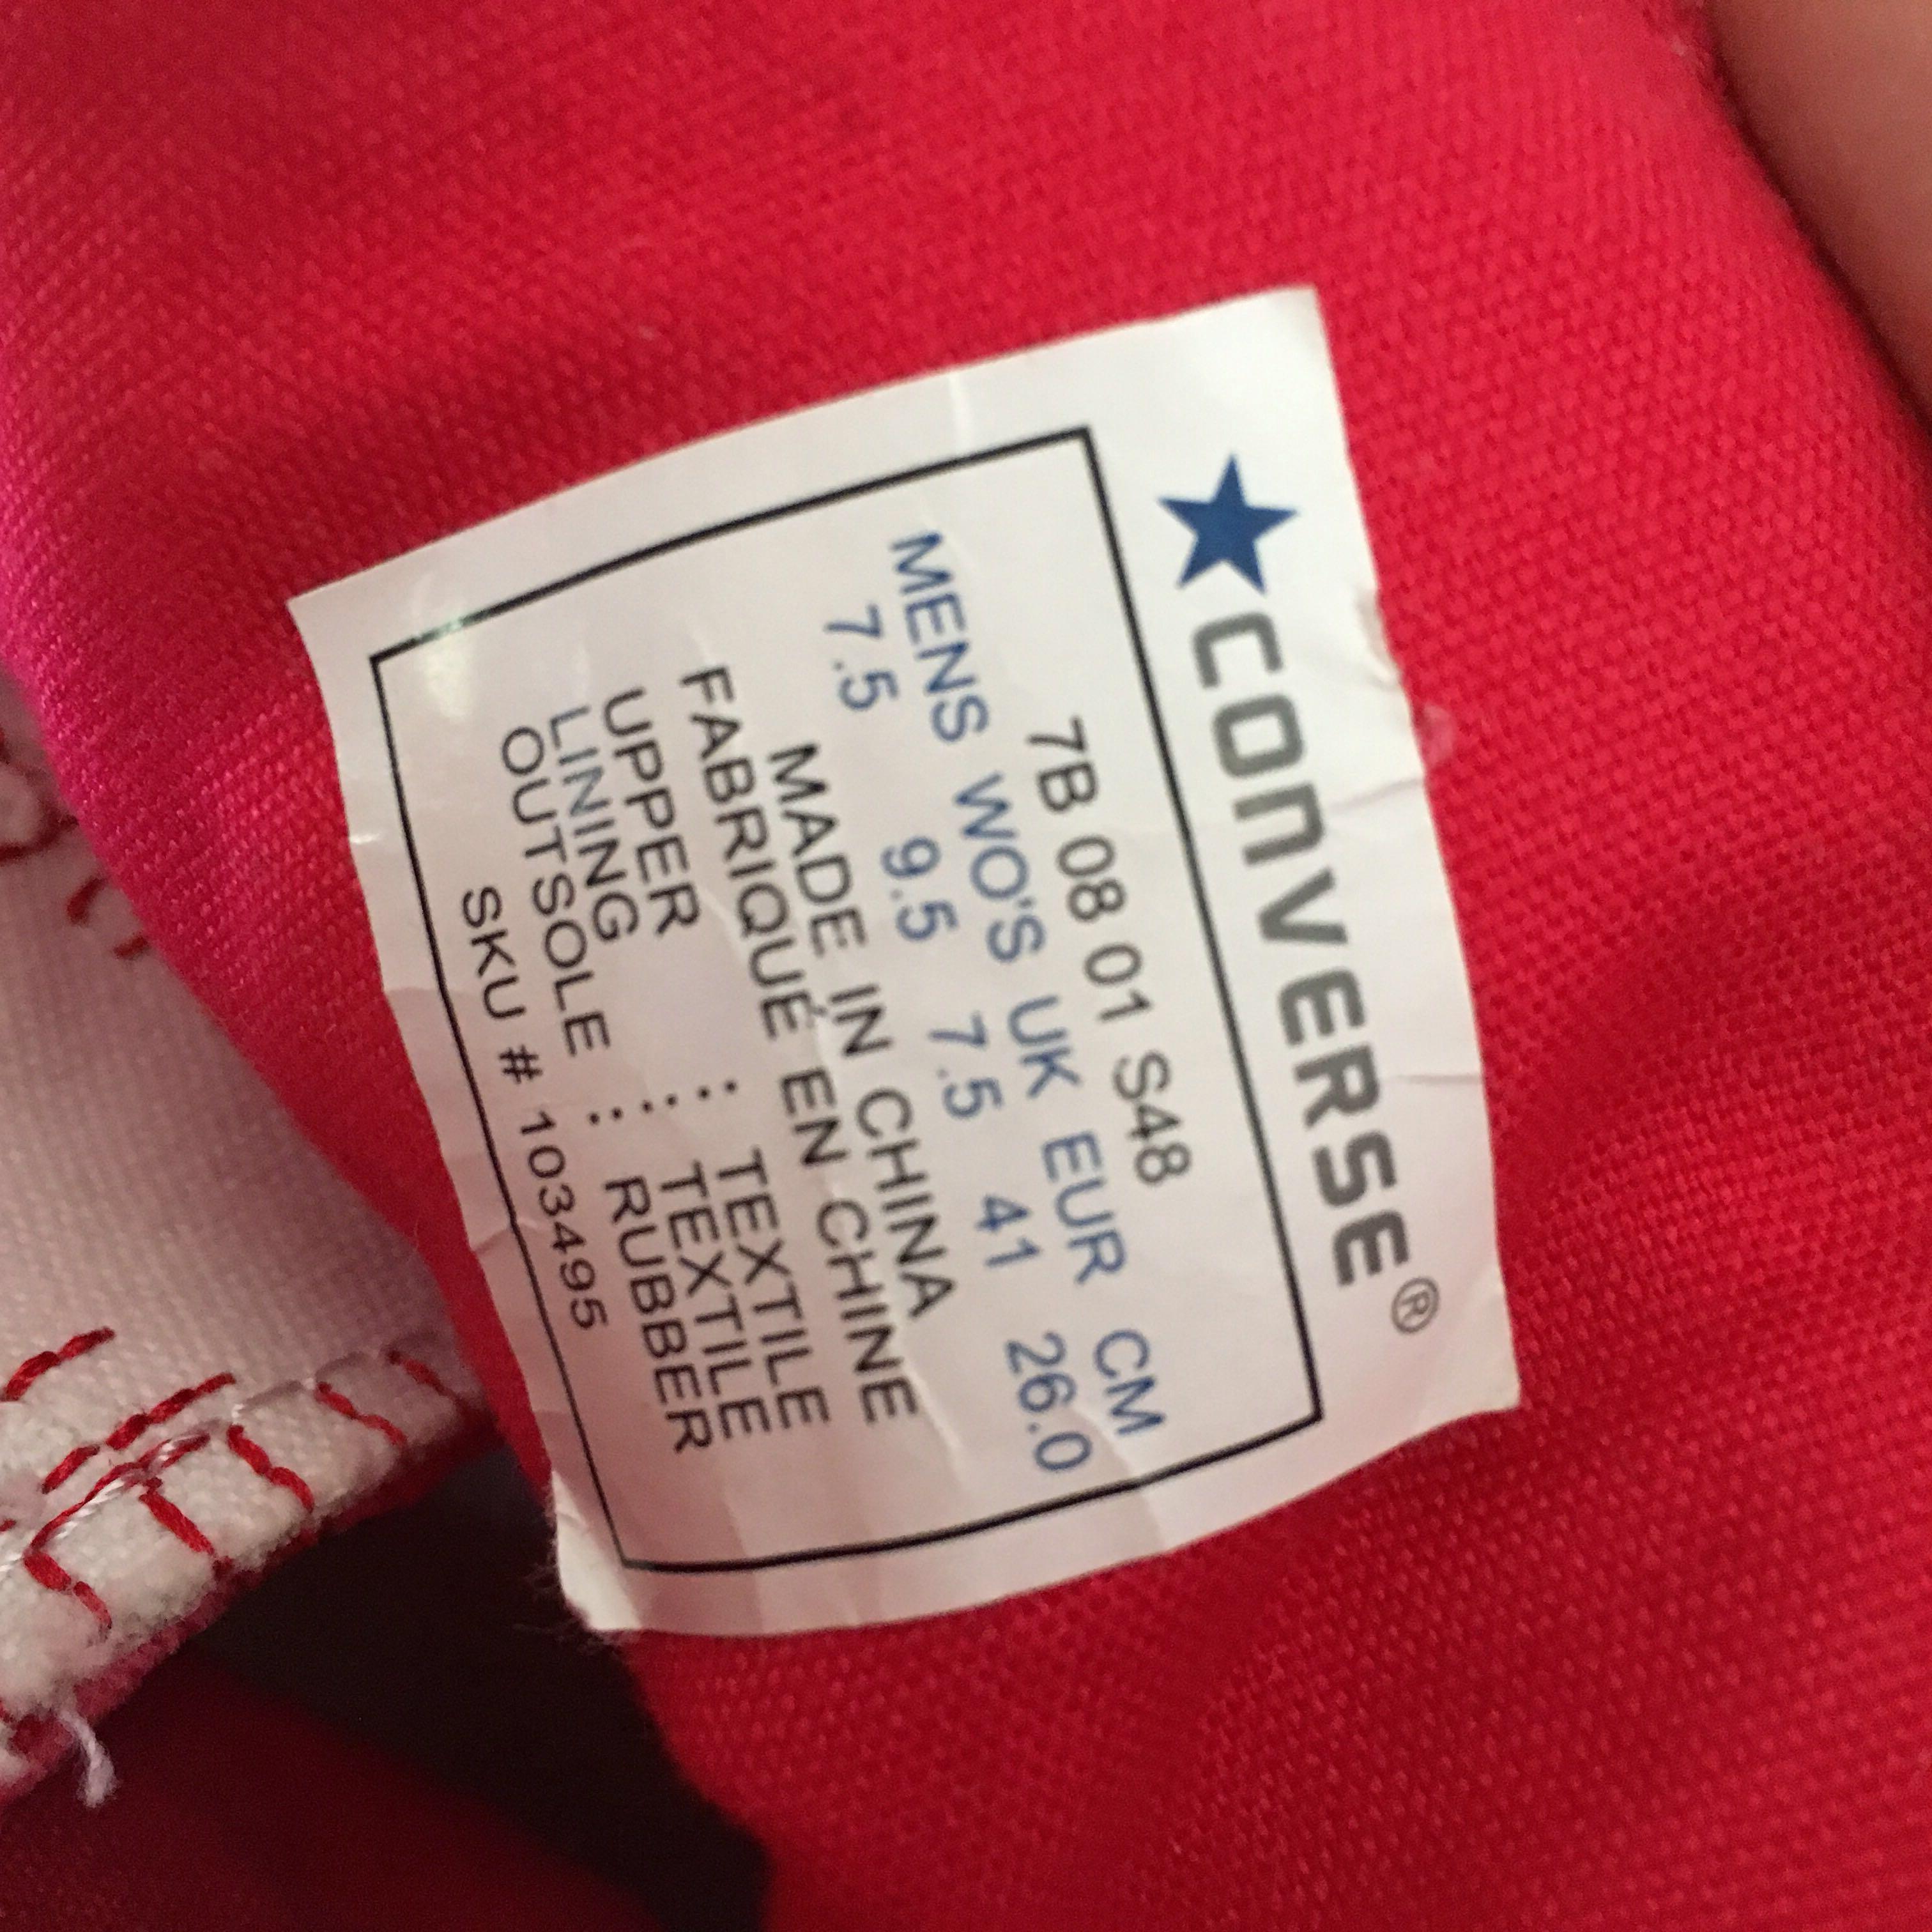 CONVERSE®
7B 08 01 S48
MENS WO'S UK EUR CM
7.5 9.5 7.5 41 26.0
MADE IN CHINA
FABRIQUÉ EN CHINE
UPPER : TEXTILE
LINING : TEXTILE
OUTSOLE : RUBBER
SKU # 103495